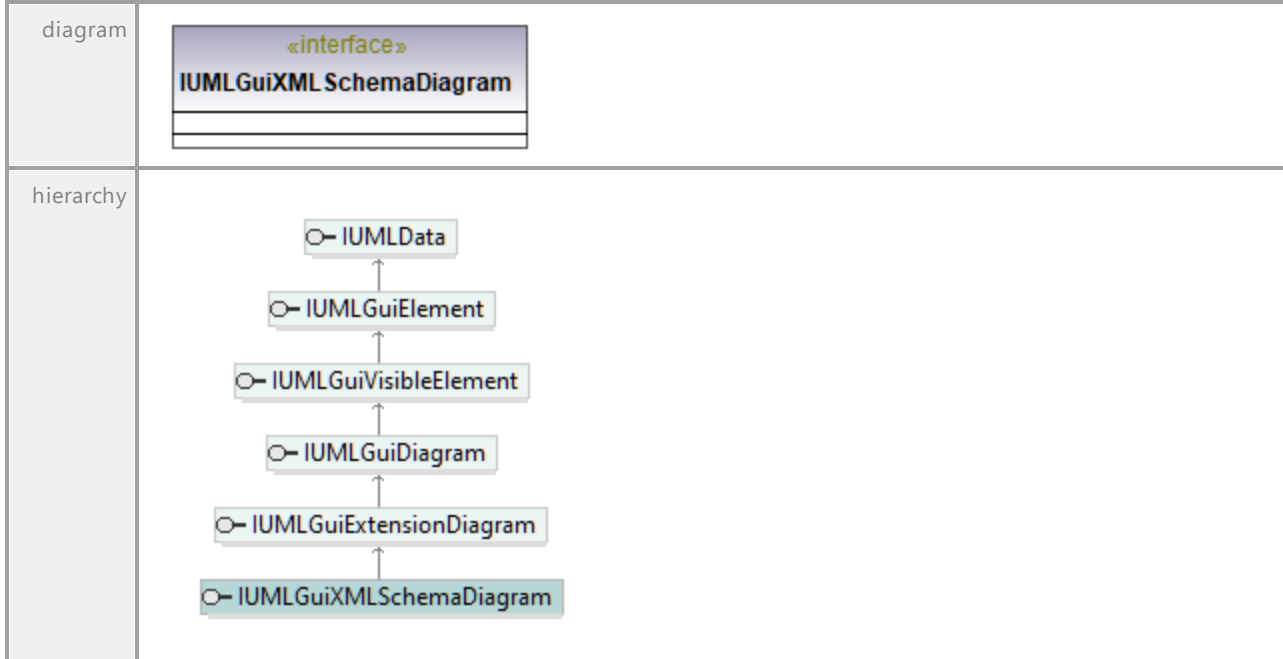 diagram
«interface»
IUMLGuiXMLSchemaDiagram
hierarchy
IUMLData
IUMLGuiElement
IUMLGuiVisibleElement
IUMLGuiDiagram
IUMLGuiExtensionDiagram
IUMLGuiXMLSchemaDiagram